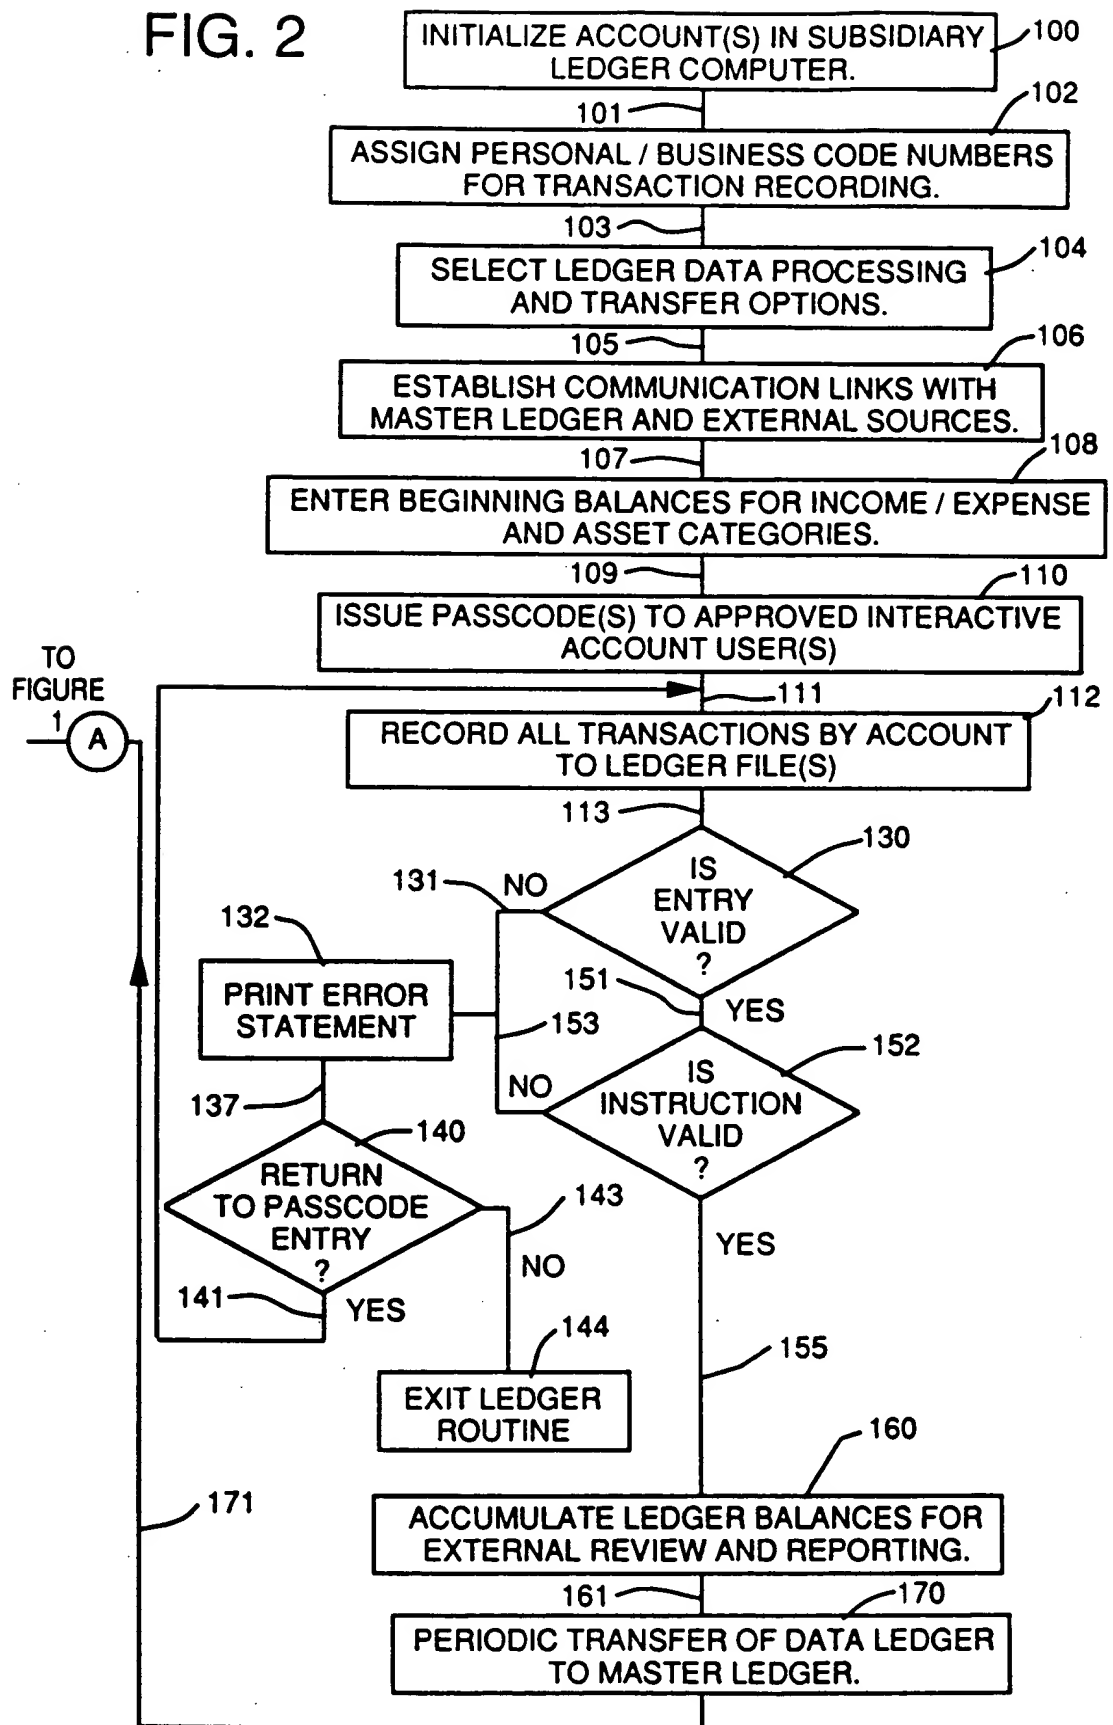 FIG. 2
INITIALIZE ACCOUNT(S) IN SUBSIDIARY
LEDGER COMPUTER.
100
101
102
ASSIGN PERSONAL / BUSINESS CODE NUMBERS
FOR TRANSACTION RECORDING.
103
104
SELECT LEDGER DATA PROCESSING
AND TRANSFER OPTIONS.
105
106
ESTABLISH COMMUNICATION LINKS WITH
MASTER LEDGER AND EXTERNAL SOURCES.
107
108
ENTER BEGINNING BALANCES FOR INCOME / EXPENSE
AND ASSET CATEGORIES.
109
110
ISSUE PASSCODE(S) TO APPROVED INTERACTIVE
ACCOUNT USER(S)
TO
FIGURE
1
A
111
112
RECORD ALL TRANSACTIONS BY ACCOUNT
TO LEDGER FILE(S)
113
130
IS
ENTRY
VALID
?
131
NO
132
PRINT ERROR
STATEMENT
151
YES
153
152
IS
INSTRUCTION
VALID
?
NO
137
140
RETURN
TO PASSCODE
ENTRY
?
143
NO
YES
141
YES
144
EXIT LEDGER
ROUTINE
155
160
ACCUMULATE LEDGER BALANCES FOR
EXTERNAL REVIEW AND REPORTING.
171
161
170
PERIODIC TRANSFER OF DATA LEDGER
TO MASTER LEDGER.